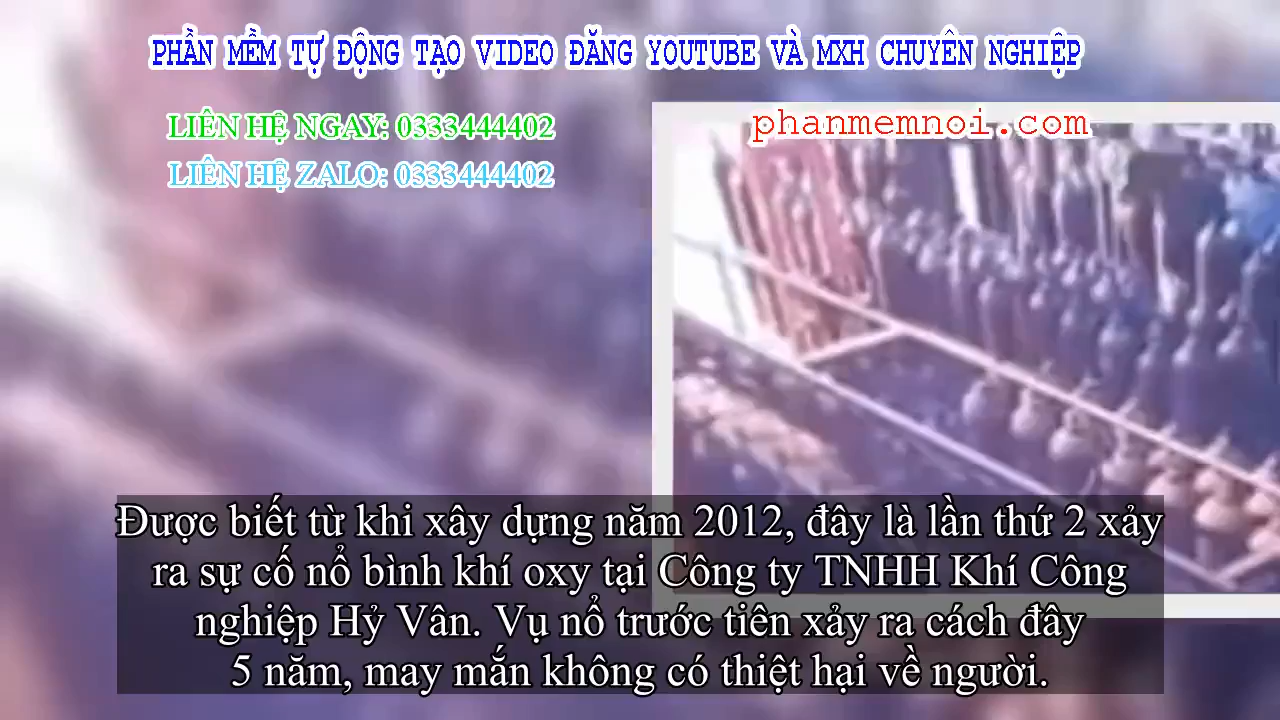 PHẦN MỀM TỰ ĐỘNG TẠO VIDEO ĐĂNG YOUTUBE VÀ MXH CHUYÊN NGHIỆP
LIÊN HỆ NGAY: 0333444402
phanmemnoi.com
LIÊN HỆ ZALO: 0333444402
Được biết từ khi xây dựng năm 2012, đây là lần thứ 2 xảy
ra sự cố nổ bình khí oxy tại Công ty TNHH Khí Công
nghiệp Hỷ Vân. Vụ nổ trước tiên xảy ra cách đây
5 năm, may mắn không có thiệt hại về người.